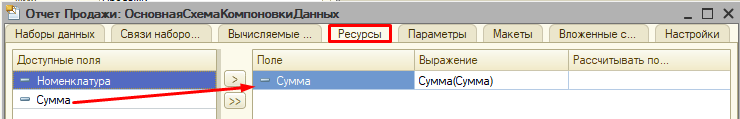 Отчет Продажи: ОсновнаяСхемаКомпоновкиДанных
Наборы данных Связи наборо... Вычисляемые ... Ресурсы Параметры Макеты Вложенные с... Настройки
Доступные поля Поле Выражение Рассчитывать по...
Номенклатура > Сумма Сумма(Сумма)
Сумма >>